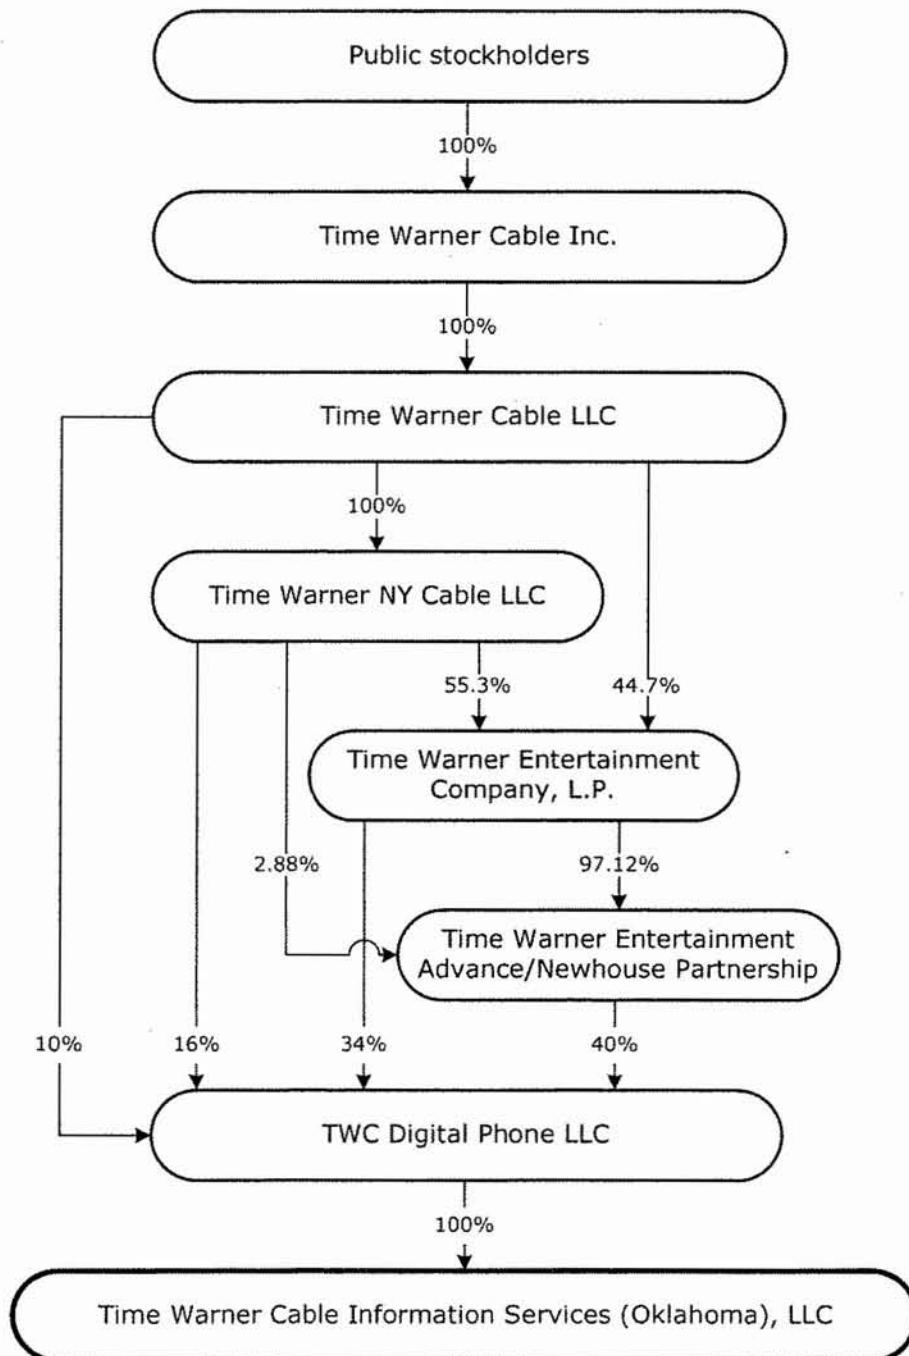 Public stockholders
100%
Time Warner Cable Inc.
100%
Time Warner Cable LLC
100%
Time Warner NY Cable LLC
55.3%
44.7%
Time Warner Entertainment
Company, L.P.
2.88%
97.12%
Time Warner Entertainment
Advance/Newhouse Partnership
10%
16%
34%
40%
TWC Digital Phone LLC
100%
Time Warner Cable Information Services (Oklahoma), LLC